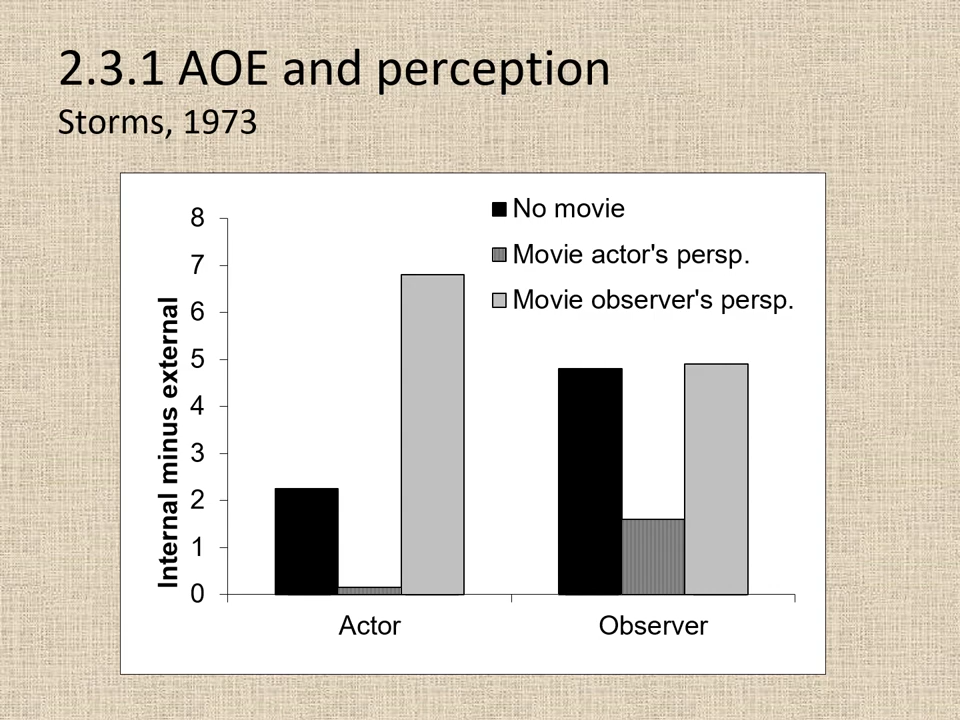 2.3.1 AOE and perception
Storms, 1973
No movie
Movie actor's persp.
Movie observer's persp.
Internal minus external
8
7
6
5
4
3
2
1
0
Actor
Observer